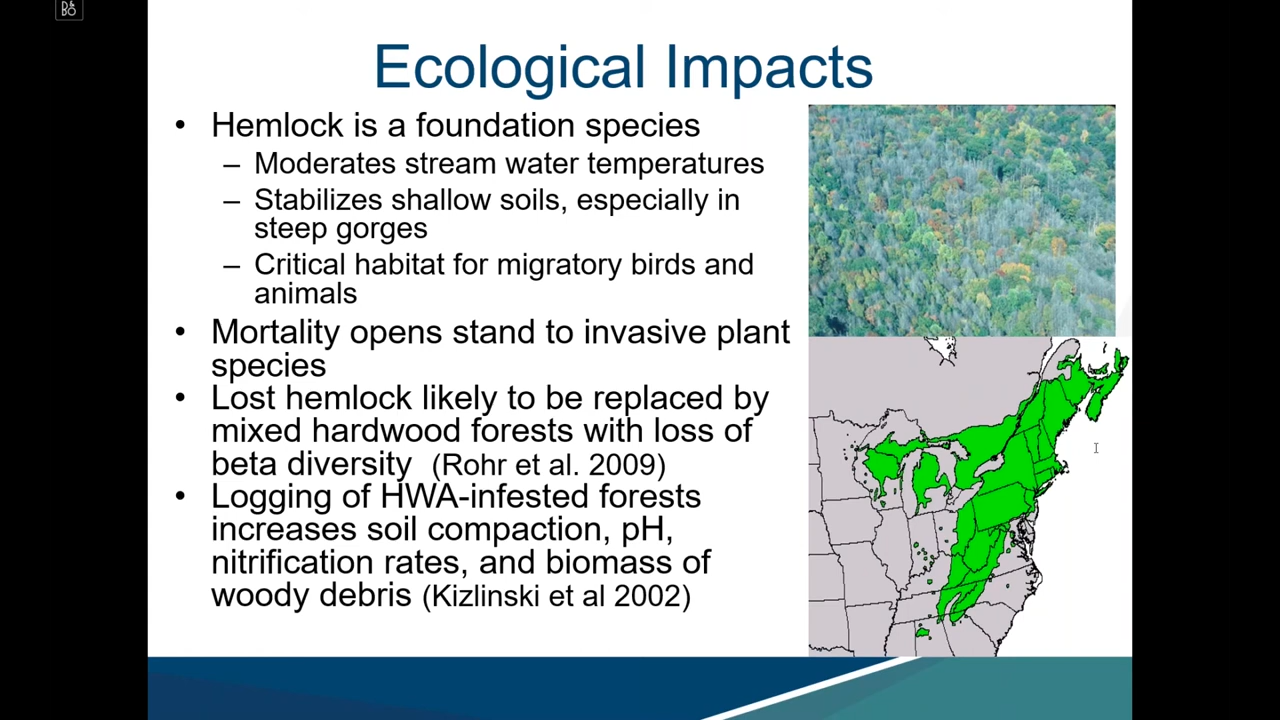 Ecological Impacts
• Hemlock is a foundation species
– Moderates stream water temperatures
– Stabilizes shallow soils, especially in
steep gorges
– Critical habitat for migratory birds and
animals
• Mortality opens stand to invasive plant
species
• Lost hemlock likely to be replaced by
mixed hardwood forests with loss of
beta diversity (Rohr et al. 2009)
• Logging of HWA-infested forests
increases soil compaction, pH,
nitrification rates, and biomass of
woody debris (Kizlinski et al 2002)